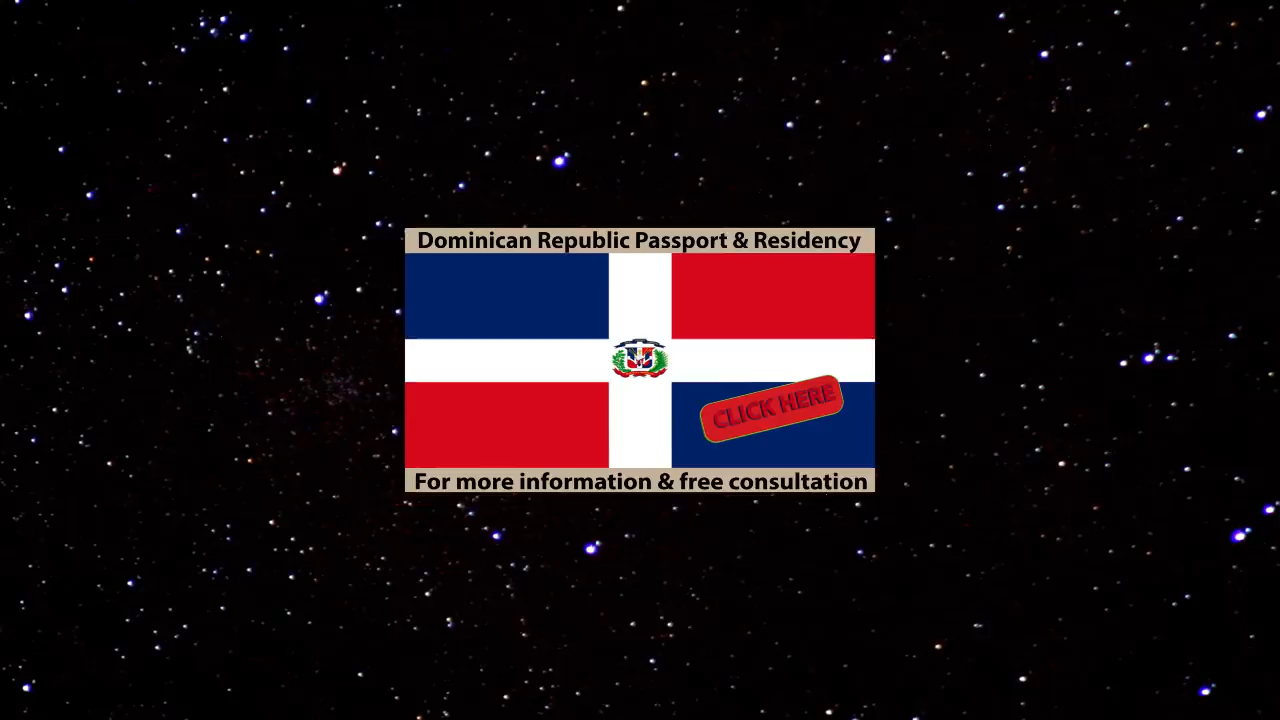 Dominican Republic Passport & Residency
CLICK HERE
For more information & free consultation